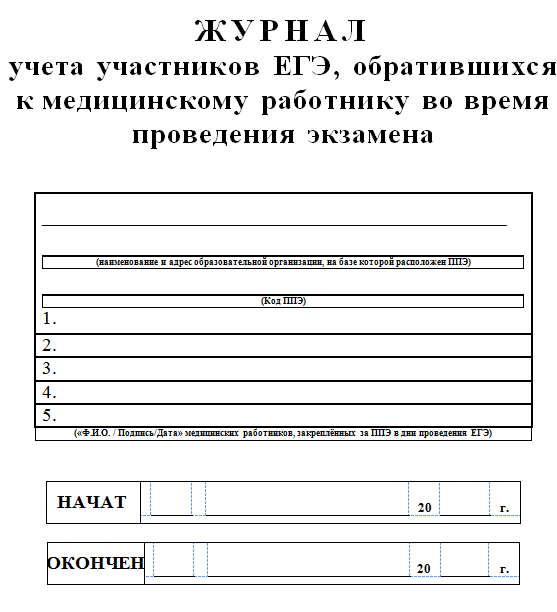 ЖУРНАЛ
учета участников ЕГЭ, обратившихся
к медицинскому работнику во время
проведения экзамена
(наименование и адрес образовательной организации, на базе которой расположен ППЭ)
(Код ППЭ)
1.
2.
3.
4.
5.
(«Ф.И.О. / Подпись/Дата» медицинских работников, закреплённых за ППЭ в дни проведения ЕГЭ)
НАЧАТ 20 г.
ОКОНЧЕН 20 г.